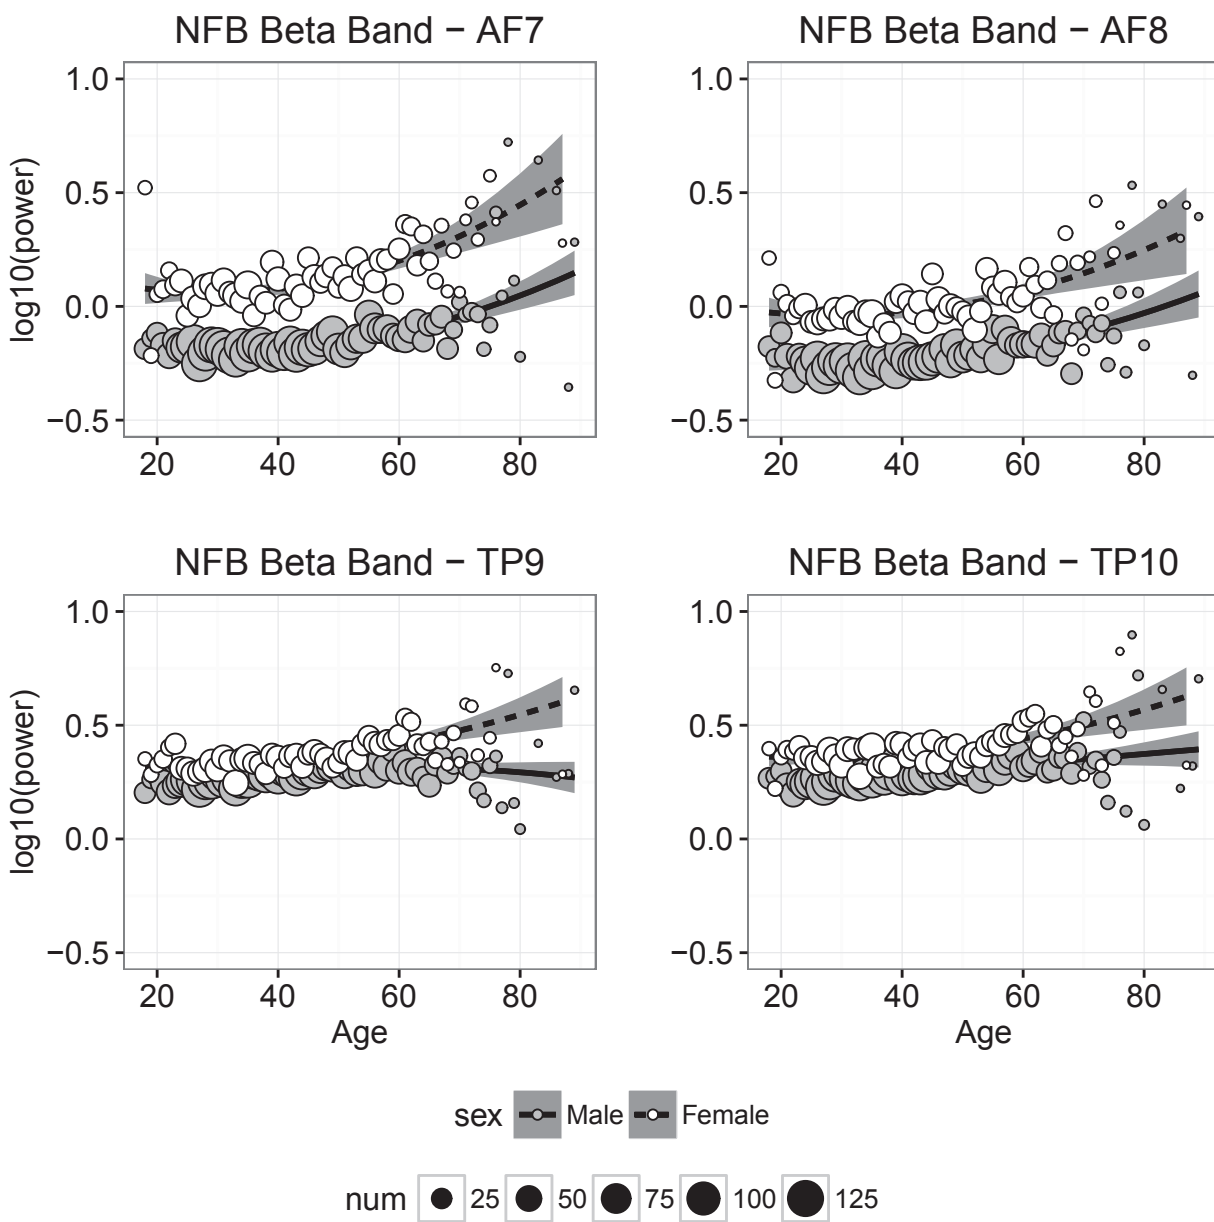 NFB Beta Band − AF7
NFB Beta Band − AF8
log10(power)
1.0
0.5
0.0
−0.5
20 40 60 80
1.0
0.5
0.0
−0.5
20 40 60 80
NFB Beta Band − TP9
NFB Beta Band − TP10
log10(power)
1.0
0.5
0.0
−0.5
20 40 60 80
Age
1.0
0.5
0.0
−0.5
20 40 60 80
Age
sex Male Female
num 25 50 75 100 125